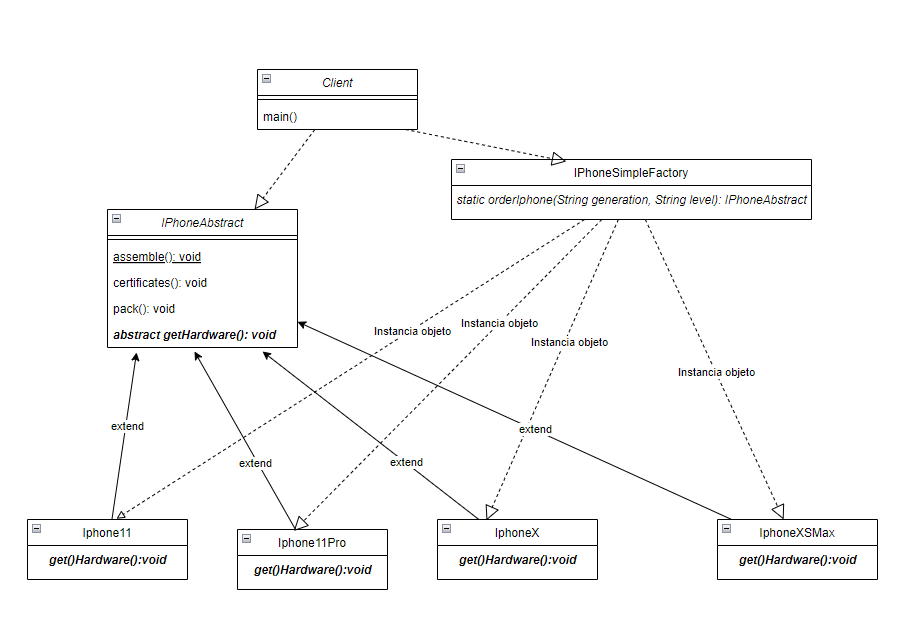 Client
main()
IPhoneSimpleFactory
static orderIphone(String generation, String level): IPhoneAbstract
IPhoneAbstract
assemble(): void
certificates(): void
pack(): void
abstract getHardware(): void
Instancia objeto
Instancia objeto
Instancia objeto
Instancia objeto
extend
extend
extend
extend
Iphone11
get()Hardware():void
Iphone11Pro
get()Hardware():void
IphoneX
get()Hardware():void
IphoneXSMax
get()Hardware():void